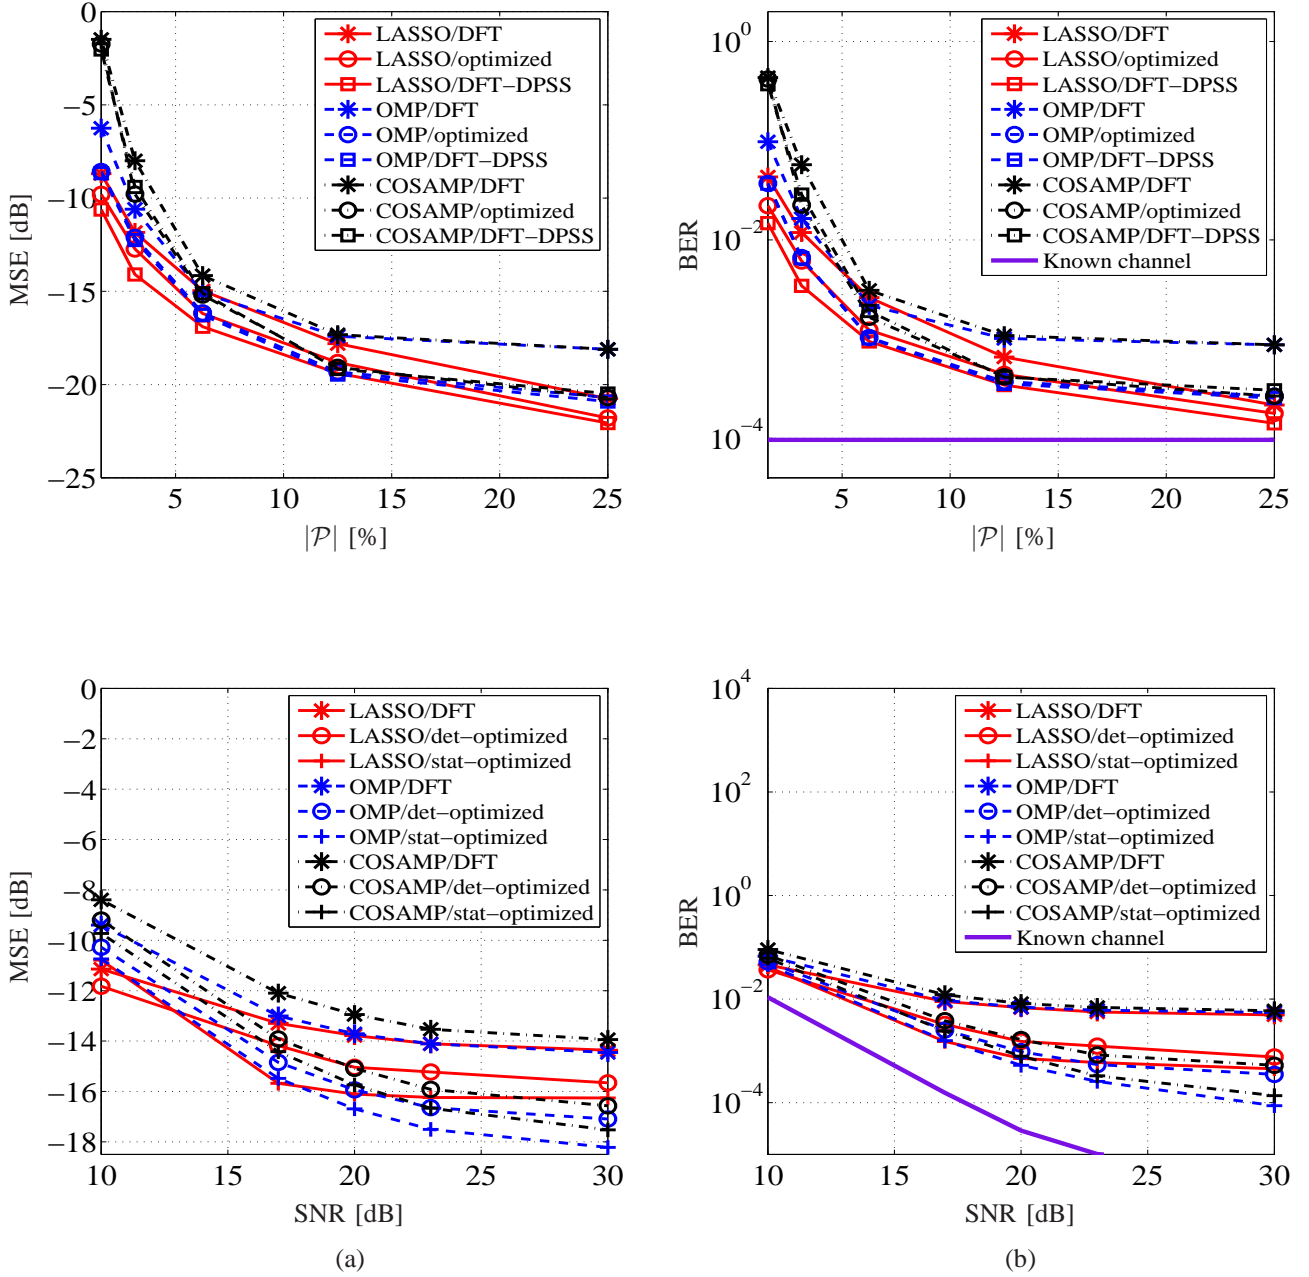 0
−5
−10
−15
−20
−25
MSE [dB]
5
10
15
20
25
|𝒫| [%]
LASSO/DFT
LASSO/optimized
LASSO/DFT−DPSS
OMP/DFT
OMP/optimized
OMP/DFT−DPSS
COSAMP/DFT
COSAMP/optimized
COSAMP/DFT−DPSS
10^0
10^−2
10^−4
BER
5
10
15
20
25
|𝒫| [%]
LASSO/DFT
LASSO/optimized
LASSO/DFT−DPSS
OMP/DFT
OMP/optimized
OMP/DFT−DPSS
COSAMP/DFT
COSAMP/optimized
COSAMP/DFT−DPSS
Known channel
0
−2
−4
−6
−8
−10
−12
−14
−16
−18
MSE [dB]
10
15
20
25
30
SNR [dB]
LASSO/DFT
LASSO/det−optimized
LASSO/stat−optimized
OMP/DFT
OMP/det−optimized
OMP/stat−optimized
COSAMP/DFT
COSAMP/det−optimized
COSAMP/stat−optimized
(a)
10^4
10^2
10^0
10^−2
10^−4
BER
10
15
20
25
30
SNR [dB]
LASSO/DFT
LASSO/det−optimized
LASSO/stat−optimized
OMP/DFT
OMP/det−optimized
OMP/stat−optimized
COSAMP/DFT
COSAMP/det−optimized
COSAMP/stat−optimized
Known channel
(b)